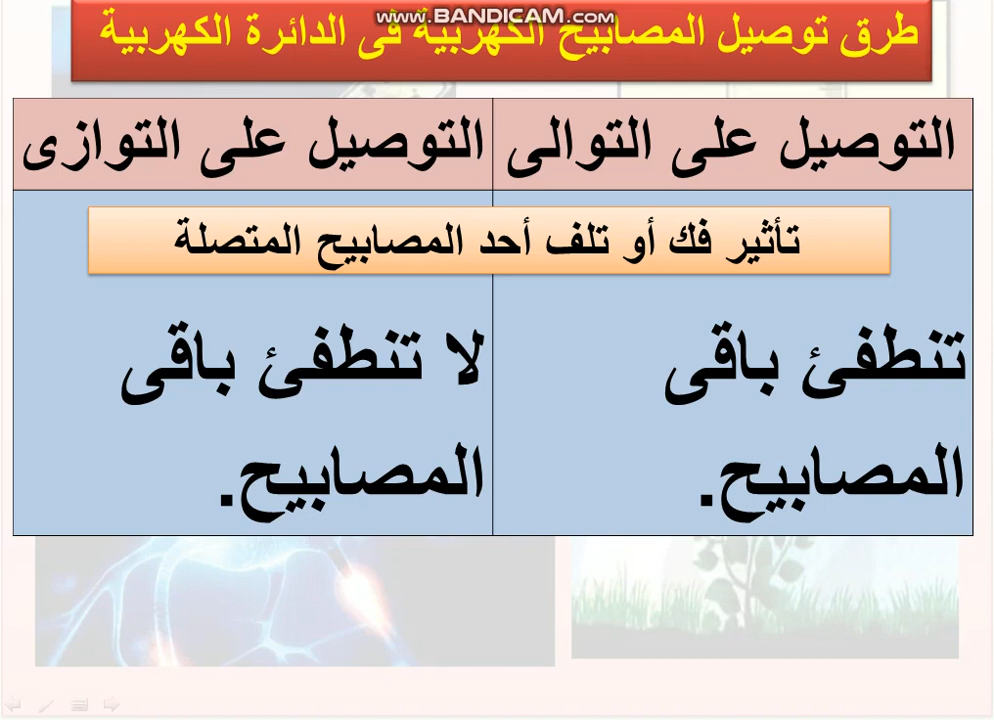 www.BANDICAM.com
طرق توصيل المصابيح الكهربية فى الدائرة الكهربية
التوصيل على التوالى
التوصيل على التوازى
تأثير فك أو تلف أحد المصابيح المتصلة
تنطفئ باقى
المصابيح.
لا تنطفئ باقى
المصابيح.